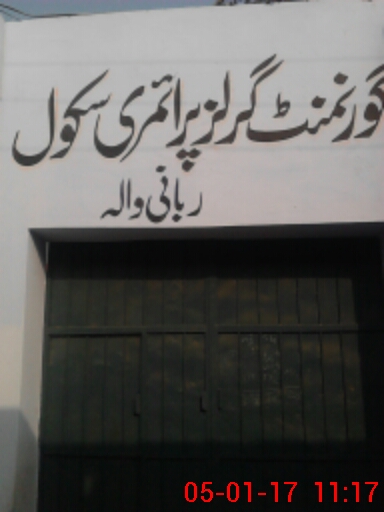 گورنمنٹ گرلز پرائمری سکول
ربانی والہ
05-01-17 11:17